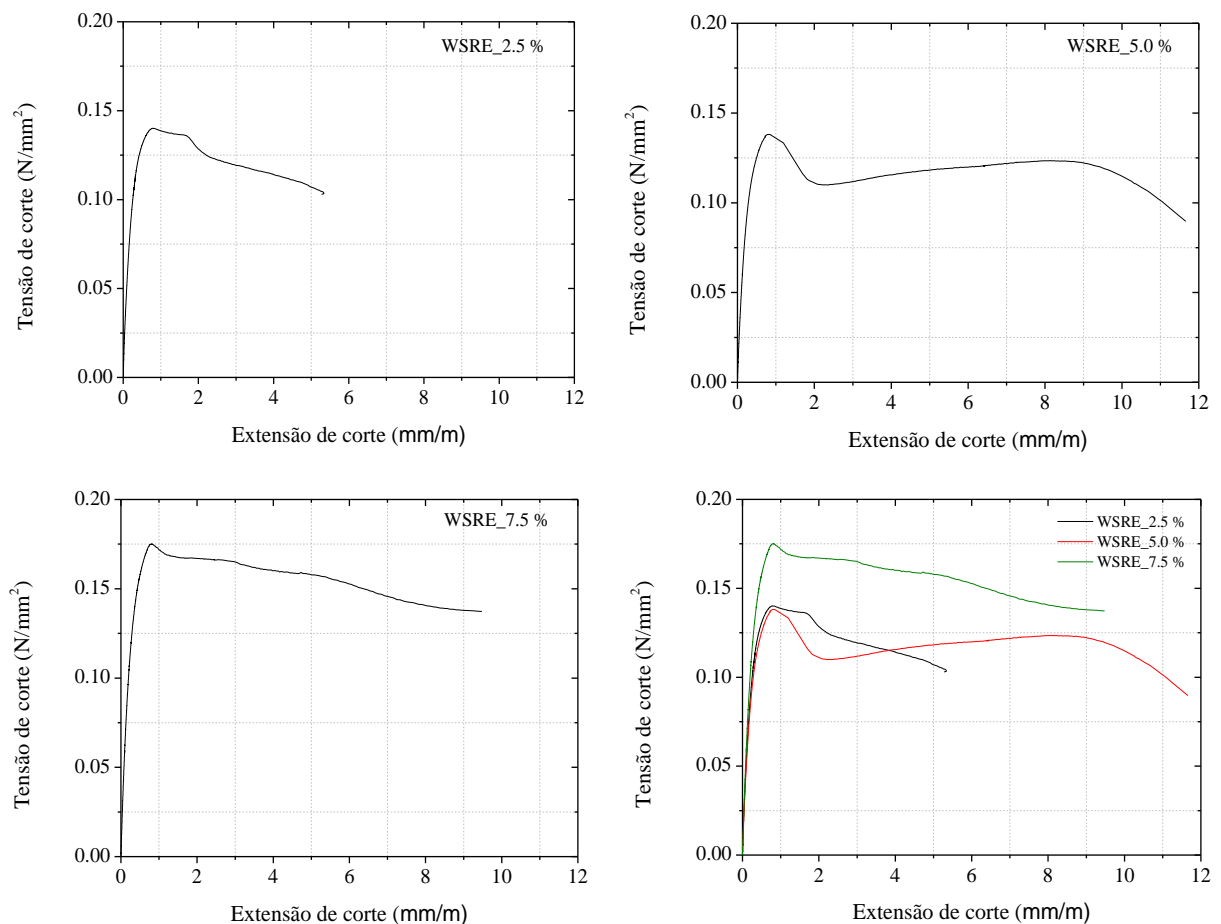 WSRE_2.5 %
Tensão de corte (N/mm²)
0.20
0.15
0.10
0.05
0.00
0 2 4 6 8 10 12
Extensão de corte (mm/m)
WSRE_5.0 %
Tensão de corte (N/mm²)
0.20
0.15
0.10
0.05
0.00
0 2 4 6 8 10 12
Extensão de corte (mm/m)
WSRE_7.5 %
Tensão de corte (N/mm²)
0.20
0.15
0.10
0.05
0.00
0 2 4 6 8 10 12
Extensão de corte (mm/m)
WSRE_2.5 %
WSRE_5.0 %
WSRE_7.5 %
Tensão de corte (N/mm²)
0.20
0.15
0.10
0.05
0.00
0 2 4 6 8 10 12
Extensão de corte (mm/m)